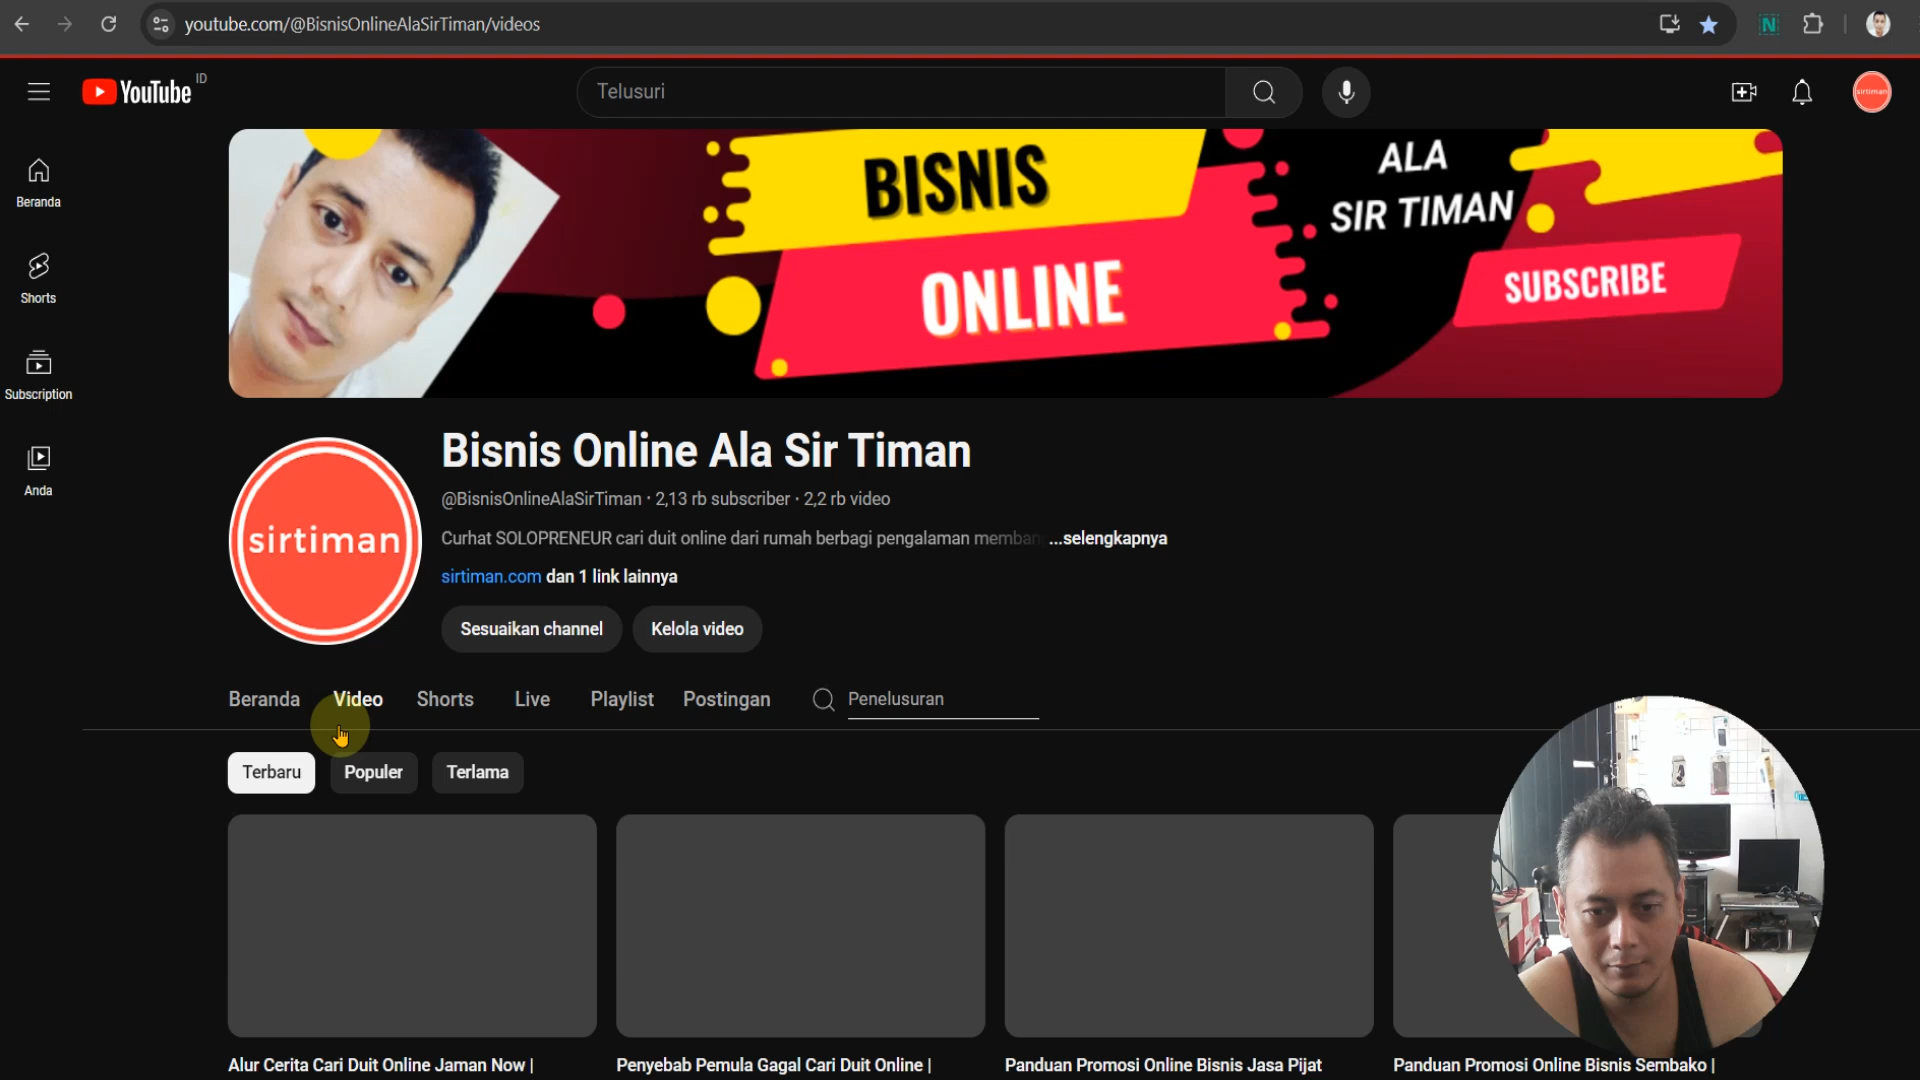 youtube.com/@BisnisOnlineAlaSirTiman/videos
N
YouTube ID
Telusuri
sirtiman
Beranda
Shorts
Subscription
Anda
BISNIS
ONLINE
ALA
SIR TIMAN
SUBSCRIBE
sirtiman
Bisnis Online Ala Sir Timan
@BisnisOnlineAlaSirTiman · 2,13 rb subscriber · 2,2 rb video
Curhat SOLOPRENEUR cari duit online dari rumah berbagi pengalaman memban ...selengkapnya
sirtiman.com dan 1 link lainnya
Sesuaikan channel
Kelola video
Beranda Video Shorts Live Playlist Postingan Penelusuran
Terbaru Populer Terlama
Alur Cerita Cari Duit Online Jaman Now |
Penyebab Pemula Gagal Cari Duit Online |
Panduan Promosi Online Bisnis Jasa Pijat
Panduan Promosi Online Bisnis Sembako |